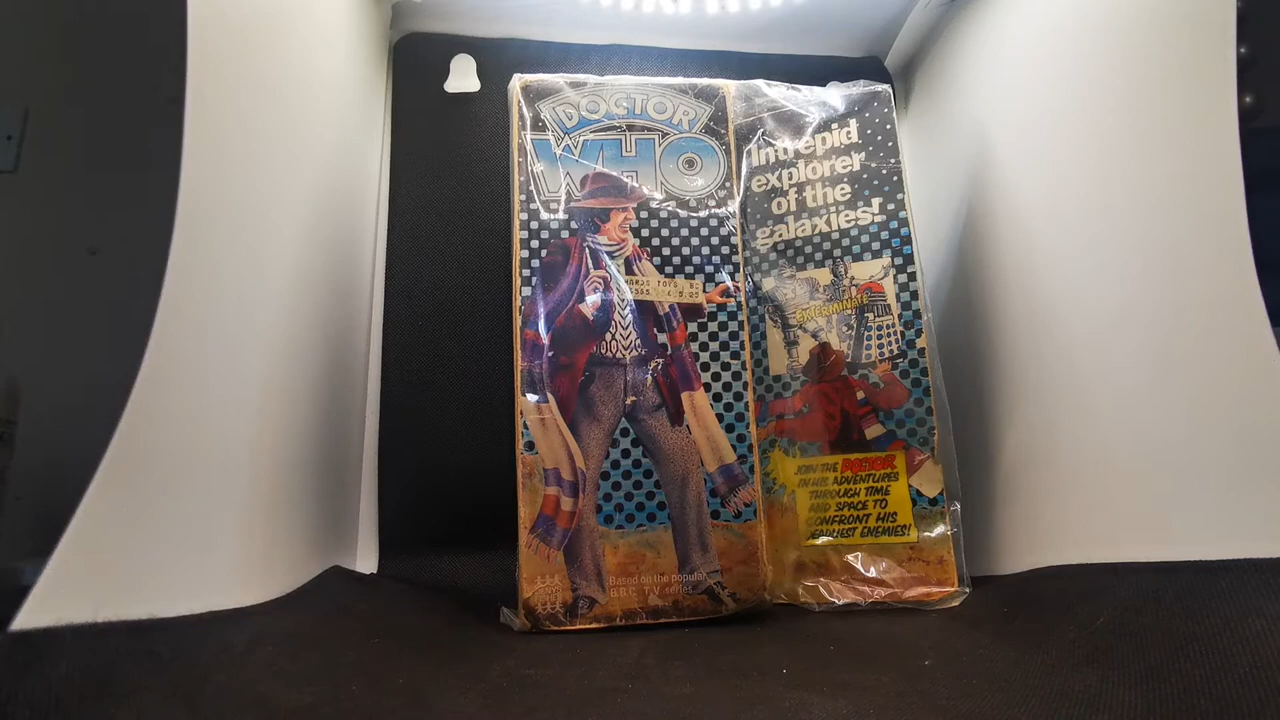 DOCTOR
WHO
Based on the popular
B.B.C. T.V. series.
Intrepid
explorer
of the
galaxies!
EXTERMINATE
JOIN THE DOCTOR
IN HIS ADVENTURES
THROUGH TIME
AND SPACE TO
CONFRONT HIS
DEADLIEST ENEMIES!